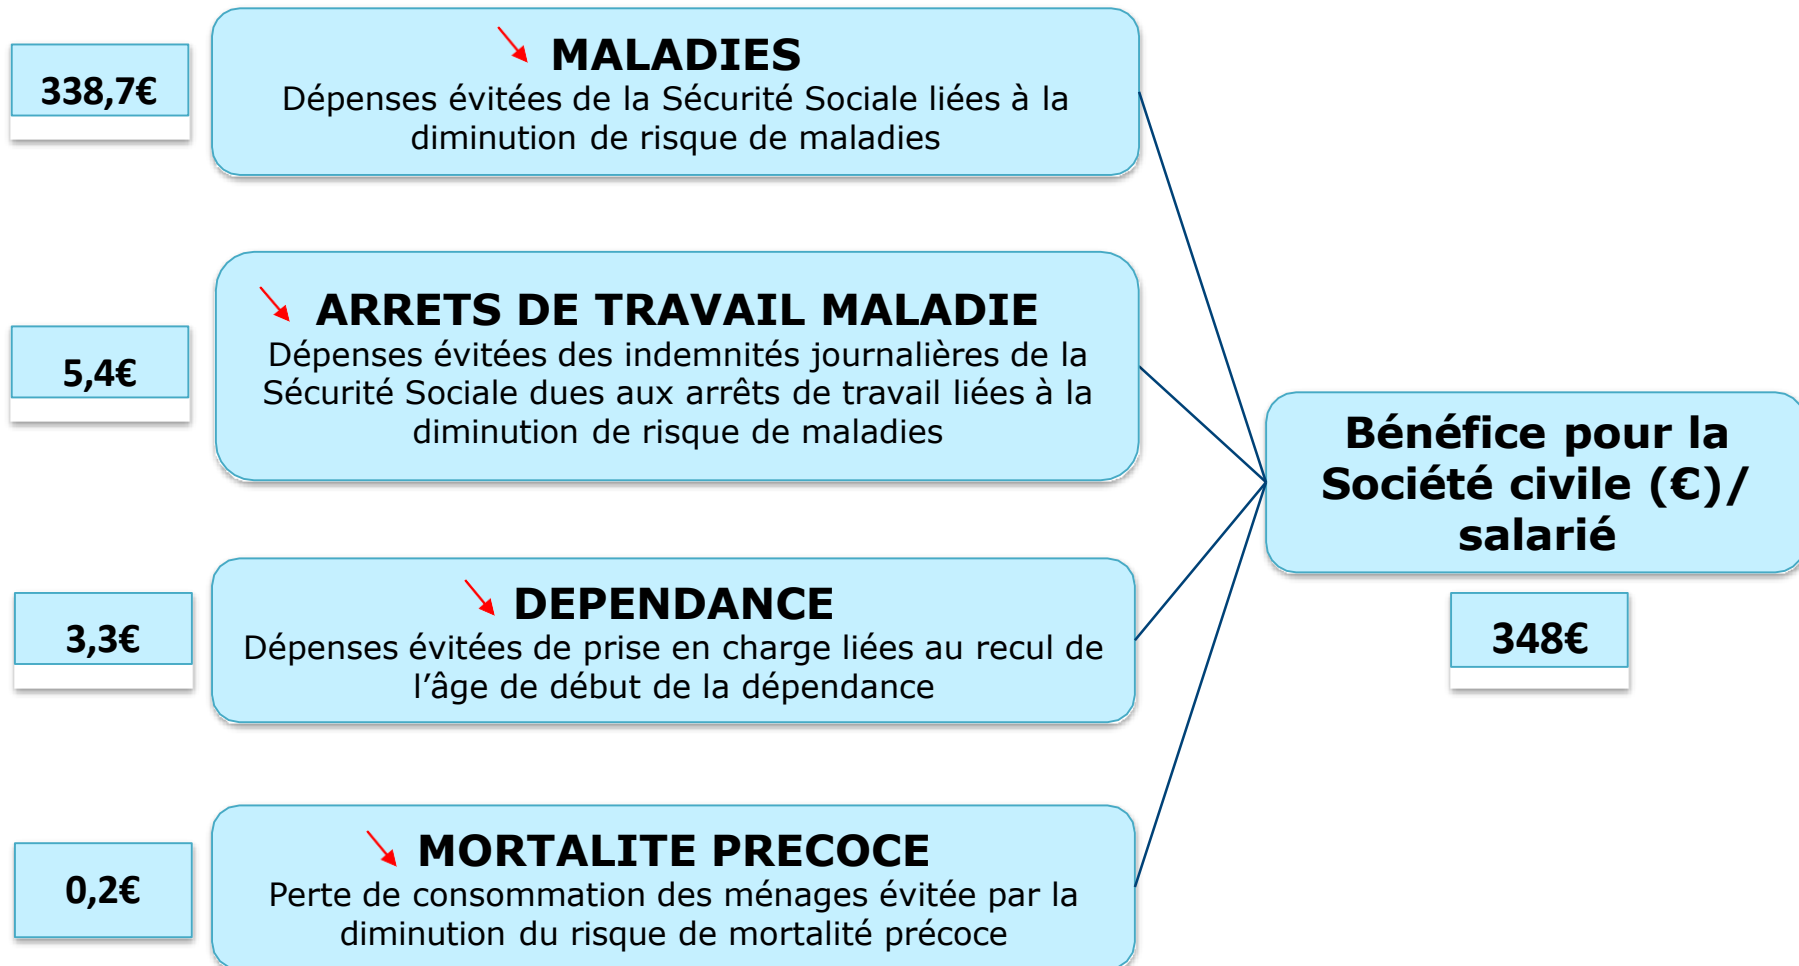 338,7€
MALADIES
Dépenses évitées de la Sécurité Sociale liées à la
diminution de risque de maladies
5,4€
ARRETS DE TRAVAIL MALADIE
Dépenses évitées des indemnités journalières de la
Sécurité Sociale dues aux arrêts de travail liées à la
diminution de risque de maladies
3,3€
DEPENDANCE
Dépenses évitées de prise en charge liées au recul de
l’âge de début de la dépendance
0,2€
MORTALITE PRECOCE
Perte de consommation des ménages évitée par la
diminution du risque de mortalité précoce
Bénéfice pour la
Société civile (€)/
salarié
348€